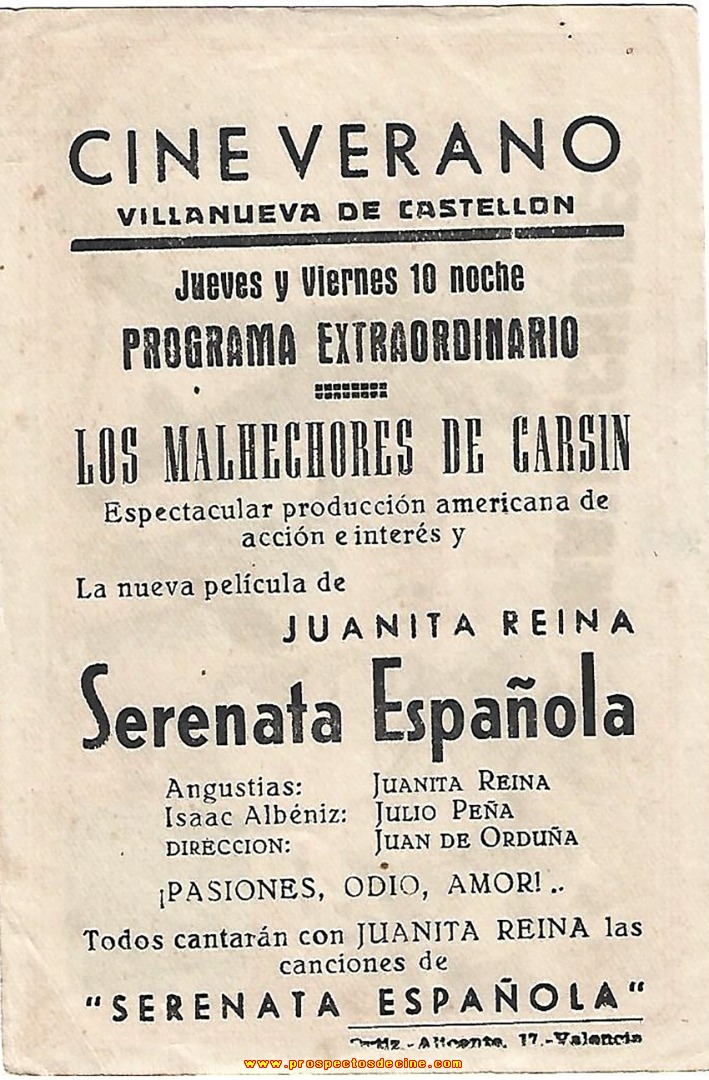 CINE VERANO
VILLANUEVA DE CASTELLON
Jueves y Viernes 10 noche
PROGRAMA EXTRAORDINARIO
LOS MALHECHORES DE CARSIN
Espectacular producción americana de
acción e interés y
La nueva película de
JUANITA REINA
Serenata Española
Angustias: JUANITA REINA
Isaac Albéniz: JULIO PEÑA
DIRECCION: JUAN DE ORDUÑA
¡PASIONES, ODIO, AMOR!..
Todos cantarán con JUANITA REINA las
canciones de
"SERENATA ESPAÑOLA"
Ortiz.-Alicante, 17.-Valencia
www.prospectosdecine.com